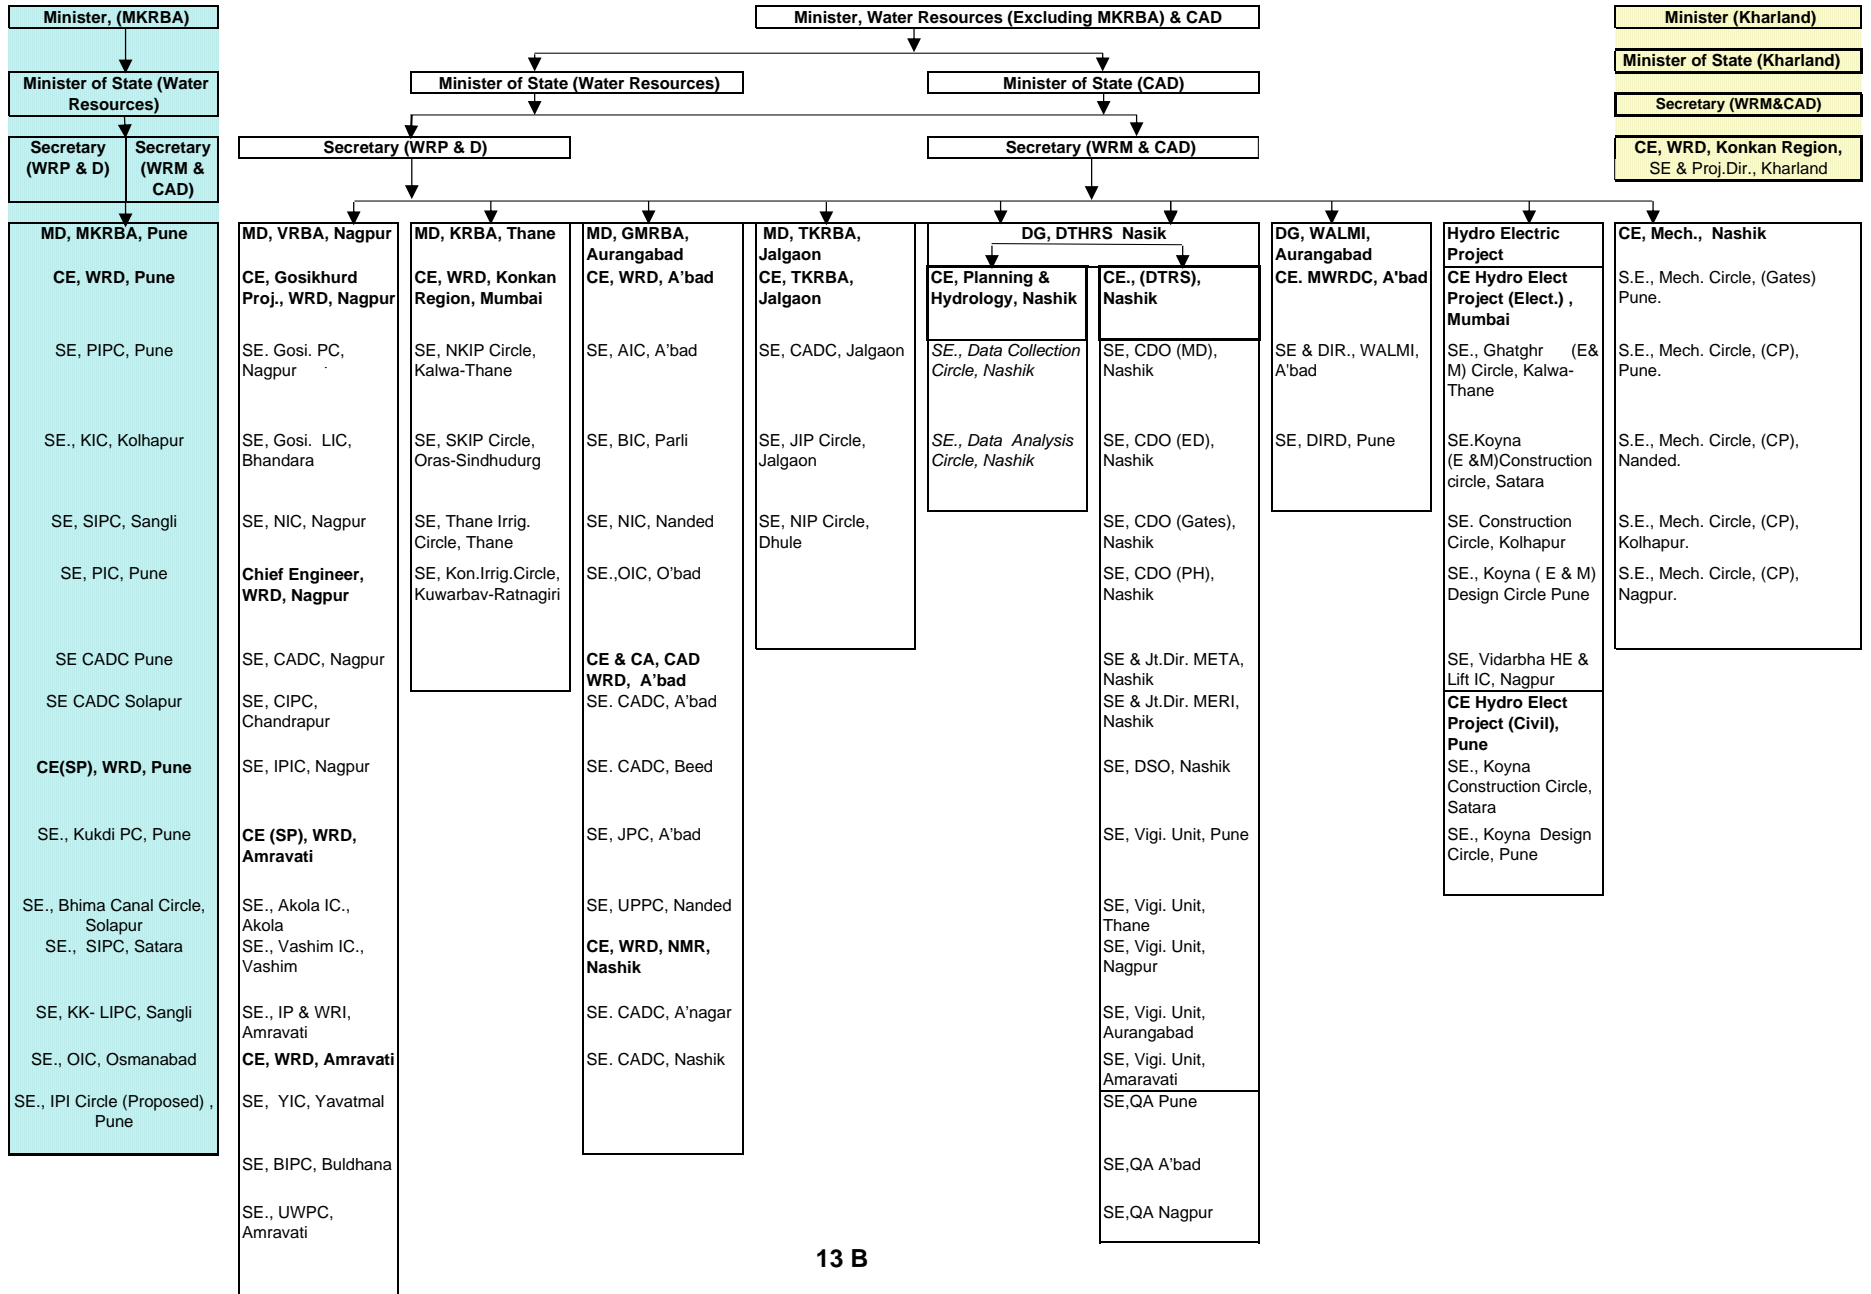 Minister, (MKRBA)
Minister of State (Water
Resources)
Secretary
(WRP & D)
Secretary
(WRM &
CAD)
Minister, Water Resources (Excluding MKRBA) & CAD
Minister of State (Water Resources)
Minister of State (CAD)
Secretary (WRP & D)
Secretary (WRM & CAD)
Minister (Kharland)
Minister of State (Kharland)
Secretary (WRM&CAD)
CE, WRD, Konkan Region,
SE & Proj.Dir., Kharland
MD, MKRBA, Pune
CE, WRD, Pune
SE, PIPC, Pune
SE., KIC, Kolhapur
SE, SIPC, Sangli
SE, PIC, Pune
SE CADC Pune
SE CADC Solapur
CE(SP), WRD, Pune
SE., Kukdi PC, Pune
SE., Bhima Canal Circle,
Solapur
SE., SIPC, Satara
SE, KK- LIPC, Sangli
SE., OIC, Osmanabad
SE., IPI Circle (Proposed) ,
Pune
MD, VRBA, Nagpur
CE, Gosikhurd
Proj., WRD, Nagpur
SE. Gosi. PC,
Nagpur
SE, Gosi. LIC,
Bhandara
SE, NIC, Nagpur
Chief Engineer,
WRD, Nagpur
SE, CADC, Nagpur
SE, CIPC,
Chandrapur
SE, IPIC, Nagpur
CE (SP), WRD,
Amravati
SE., Akola IC.,
Akola
SE., Vashim IC.,
Vashim
SE., IP & WRI,
Amravati
CE, WRD, Amravati
SE, YIC, Yavatmal
SE, BIPC, Buldhana
SE., UWPC,
Amravati
MD, KRBA, Thane
CE, WRD, Konkan
Region, Mumbai
SE, NKIP Circle,
Kalwa-Thane
SE, SKIP Circle,
Oras-Sindhudurg
SE, Thane Irrig.
Circle, Thane
SE, Kon.Irrig.Circle,
Kuwarbav-Ratnagiri
MD, GMRBA,
Aurangabad
CE, WRD, A'bad
SE, AIC, A'bad
SE, BIC, Parli
SE, NIC, Nanded
SE.,OIC, O'bad
CE & CA, CAD
WRD, A'bad
SE. CADC, A'bad
SE. CADC, Beed
SE, JPC, A'bad
SE, UPPC, Nanded
CE, WRD, NMR,
Nashik
SE. CADC, A'nagar
SE. CADC, Nashik
MD, TKRBA,
Jalgaon
CE, TKRBA,
Jalgaon
SE, CADC, Jalgaon
SE, JIP Circle,
Jalgaon
SE, NIP Circle,
Dhule
DG, DTHRS Nasik
CE, Planning &
Hydrology, Nashik
SE., Data Collection
Circle, Nashik
SE., Data Analysis
Circle, Nashik
CE., (DTRS),
Nashik
SE, CDO (MD),
Nashik
SE, CDO (ED),
Nashik
SE, CDO (Gates),
Nashik
SE, CDO (PH),
Nashik
SE & Jt.Dir. META,
Nashik
SE & Jt.Dir. MERI,
Nashik
SE, DSO, Nashik
SE, Vigi. Unit, Pune
SE, Vigi. Unit,
Thane
SE, Vigi. Unit,
Nagpur
SE, Vigi. Unit,
Aurangabad
SE, Vigi. Unit,
Amaravati
SE,QA Pune
SE,QA A'bad
SE,QA Nagpur
DG, WALMI,
Aurangabad
CE. MWRDC, A'bad
SE & DIR., WALMI,
A'bad
SE, DIRD, Pune
Hydro Electric
Project
CE Hydro Elect
Project (Elect.) ,
Mumbai
SE., Ghatghr (E&
M) Circle, Kalwa-
Thane
SE.Koyna
(E &M)Construction
circle, Satara
SE. Construction
Circle, Kolhapur
SE., Koyna ( E & M)
Design Circle Pune
SE, Vidarbha HE &
Lift IC, Nagpur
CE Hydro Elect
Project (Civil),
Pune
SE., Koyna
Construction Circle,
Satara
SE., Koyna Design
Circle, Pune
CE, Mech., Nashik
S.E., Mech. Circle, (Gates)
Pune.
S.E., Mech. Circle, (CP),
Pune.
S.E., Mech. Circle, (CP),
Nanded.
S.E., Mech. Circle, (CP),
Kolhapur.
S.E., Mech. Circle, (CP),
Nagpur.
13 B